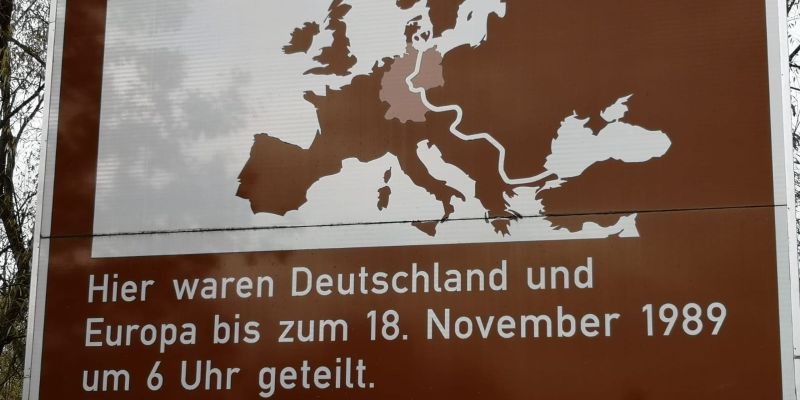 Hier waren Deutschland und
Europa bis zum 18. November 1989
um 6 Uhr geteilt.